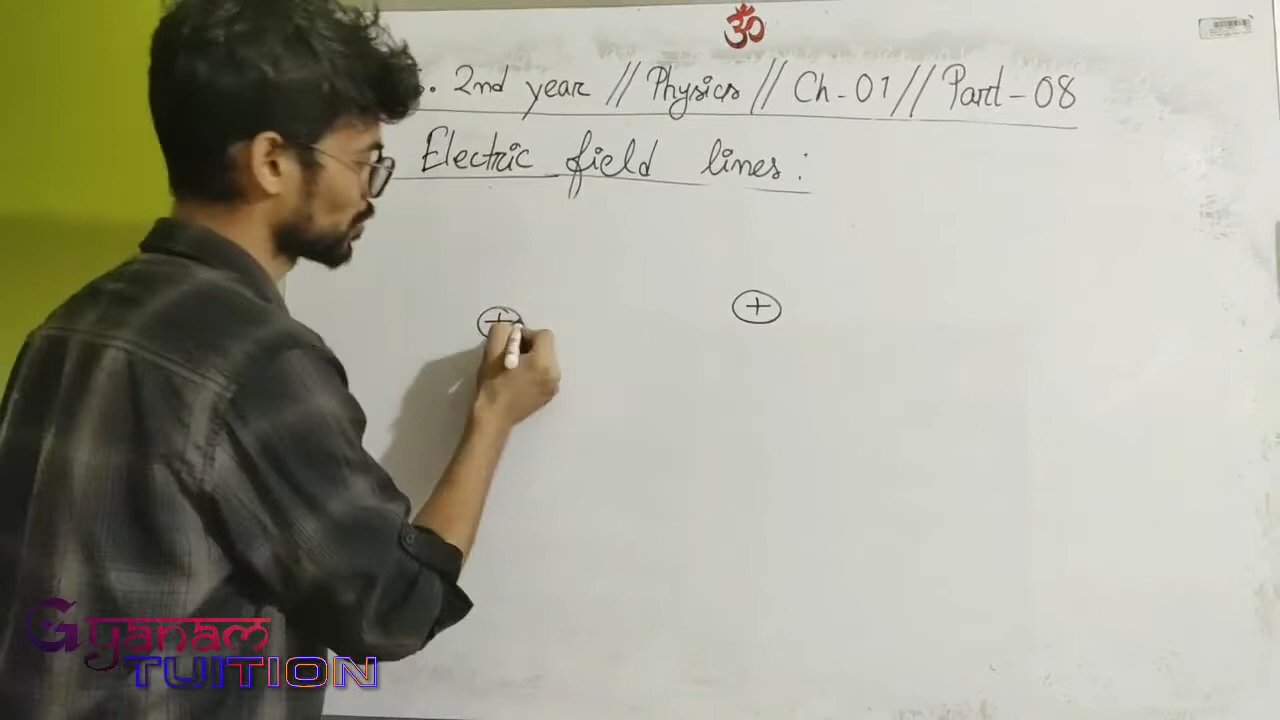 ॐ
. 2nd year // Physics // Ch-01 // Part-08
Electric field lines:
+
+
Gyanam
TUITION